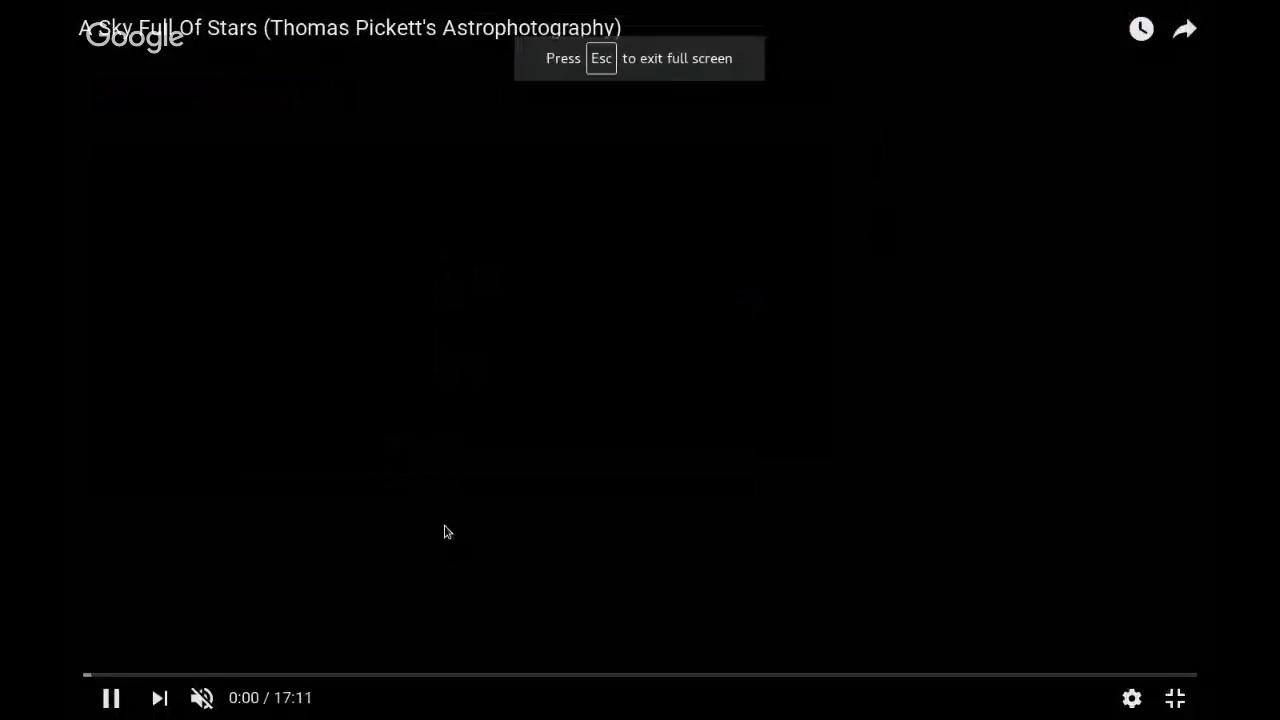 A Sky Full Of Stars (Thomas Pickett's Astrophotography)
Google
Press Esc to exit full screen
0:00 / 17:11